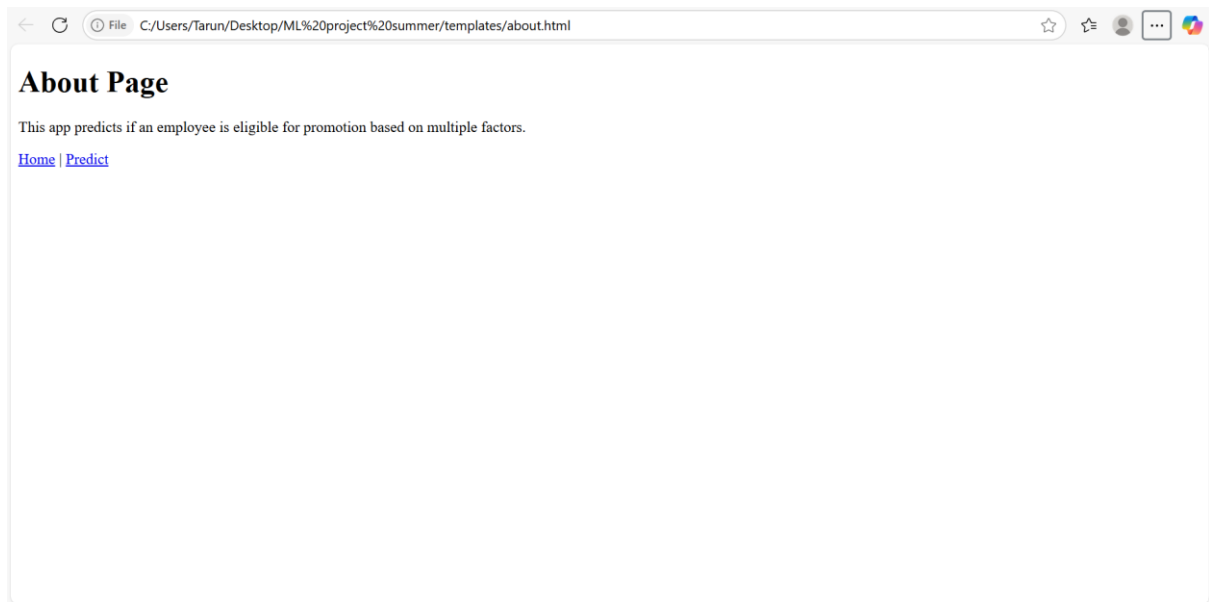 File C:/Users/Tarun/Desktop/ML%20project%20summer/templates/about.html
About Page
This app predicts if an employee is eligible for promotion based on multiple factors.
Home | Predict